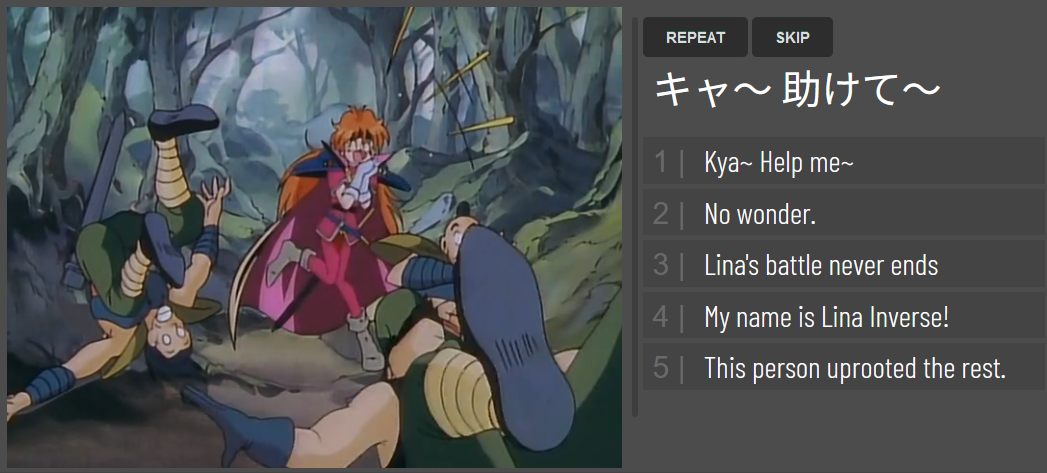 REPEAT SKIP
キャ～ 助けて～
1 | Kya~ Help me~
2 | No wonder.
3 | Lina's battle never ends
4 | My name is Lina Inverse!
5 | This person uprooted the rest.